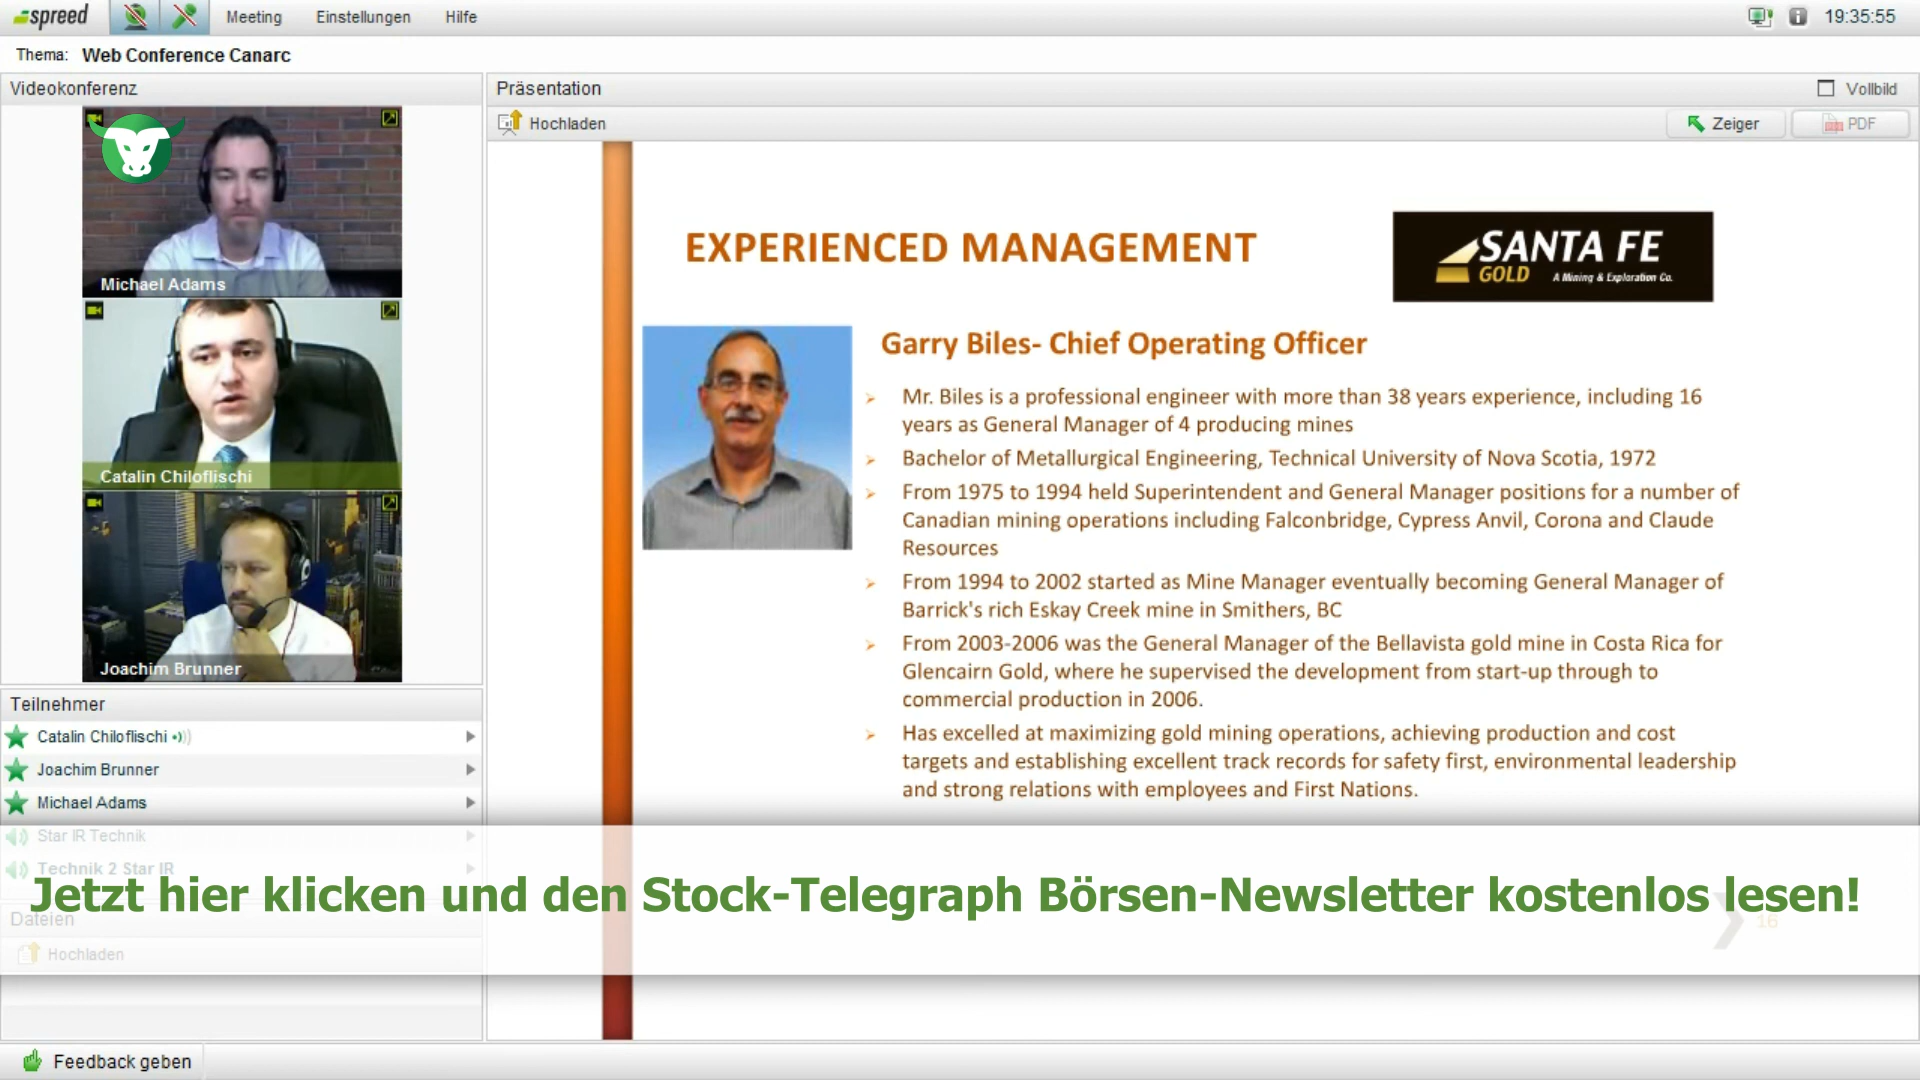 spreed
Meeting
Einstellungen
Hilfe
19:35:55
Thema: Web Conference Canarc
Videokonferenz
Michael Adams
Catalin Chiloflischi
Joachim Brunner
Teilnehmer
Catalin Chiloflischi
Joachim Brunner
Michael Adams
Star IR Technik
Technik 2 Star IR
Dateien
Hochladen
Präsentation
Vollbild
Hochladen
Zeiger
PDF
EXPERIENCED MANAGEMENT
SANTA FE
GOLD A Mining & Exploration Co.
Garry Biles- Chief Operating Officer
Mr. Biles is a professional engineer with more than 38 years experience, including 16
years as General Manager of 4 producing mines
Bachelor of Metallurgical Engineering, Technical University of Nova Scotia, 1972
From 1975 to 1994 held Superintendent and General Manager positions for a number of
Canadian mining operations including Falconbridge, Cypress Anvil, Corona and Claude
Resources
From 1994 to 2002 started as Mine Manager eventually becoming General Manager of
Barrick's rich Eskay Creek mine in Smithers, BC
From 2003-2006 was the General Manager of the Bellavista gold mine in Costa Rica for
Glencairn Gold, where he supervised the development from start-up through to
commercial production in 2006.
Has excelled at maximizing gold mining operations, achieving production and cost
targets and establishing excellent track records for safety first, environmental leadership
and strong relations with employees and First Nations.
16
Jetzt hier klicken und den Stock-Telegraph Börsen-Newsletter kostenlos lesen!
Feedback geben